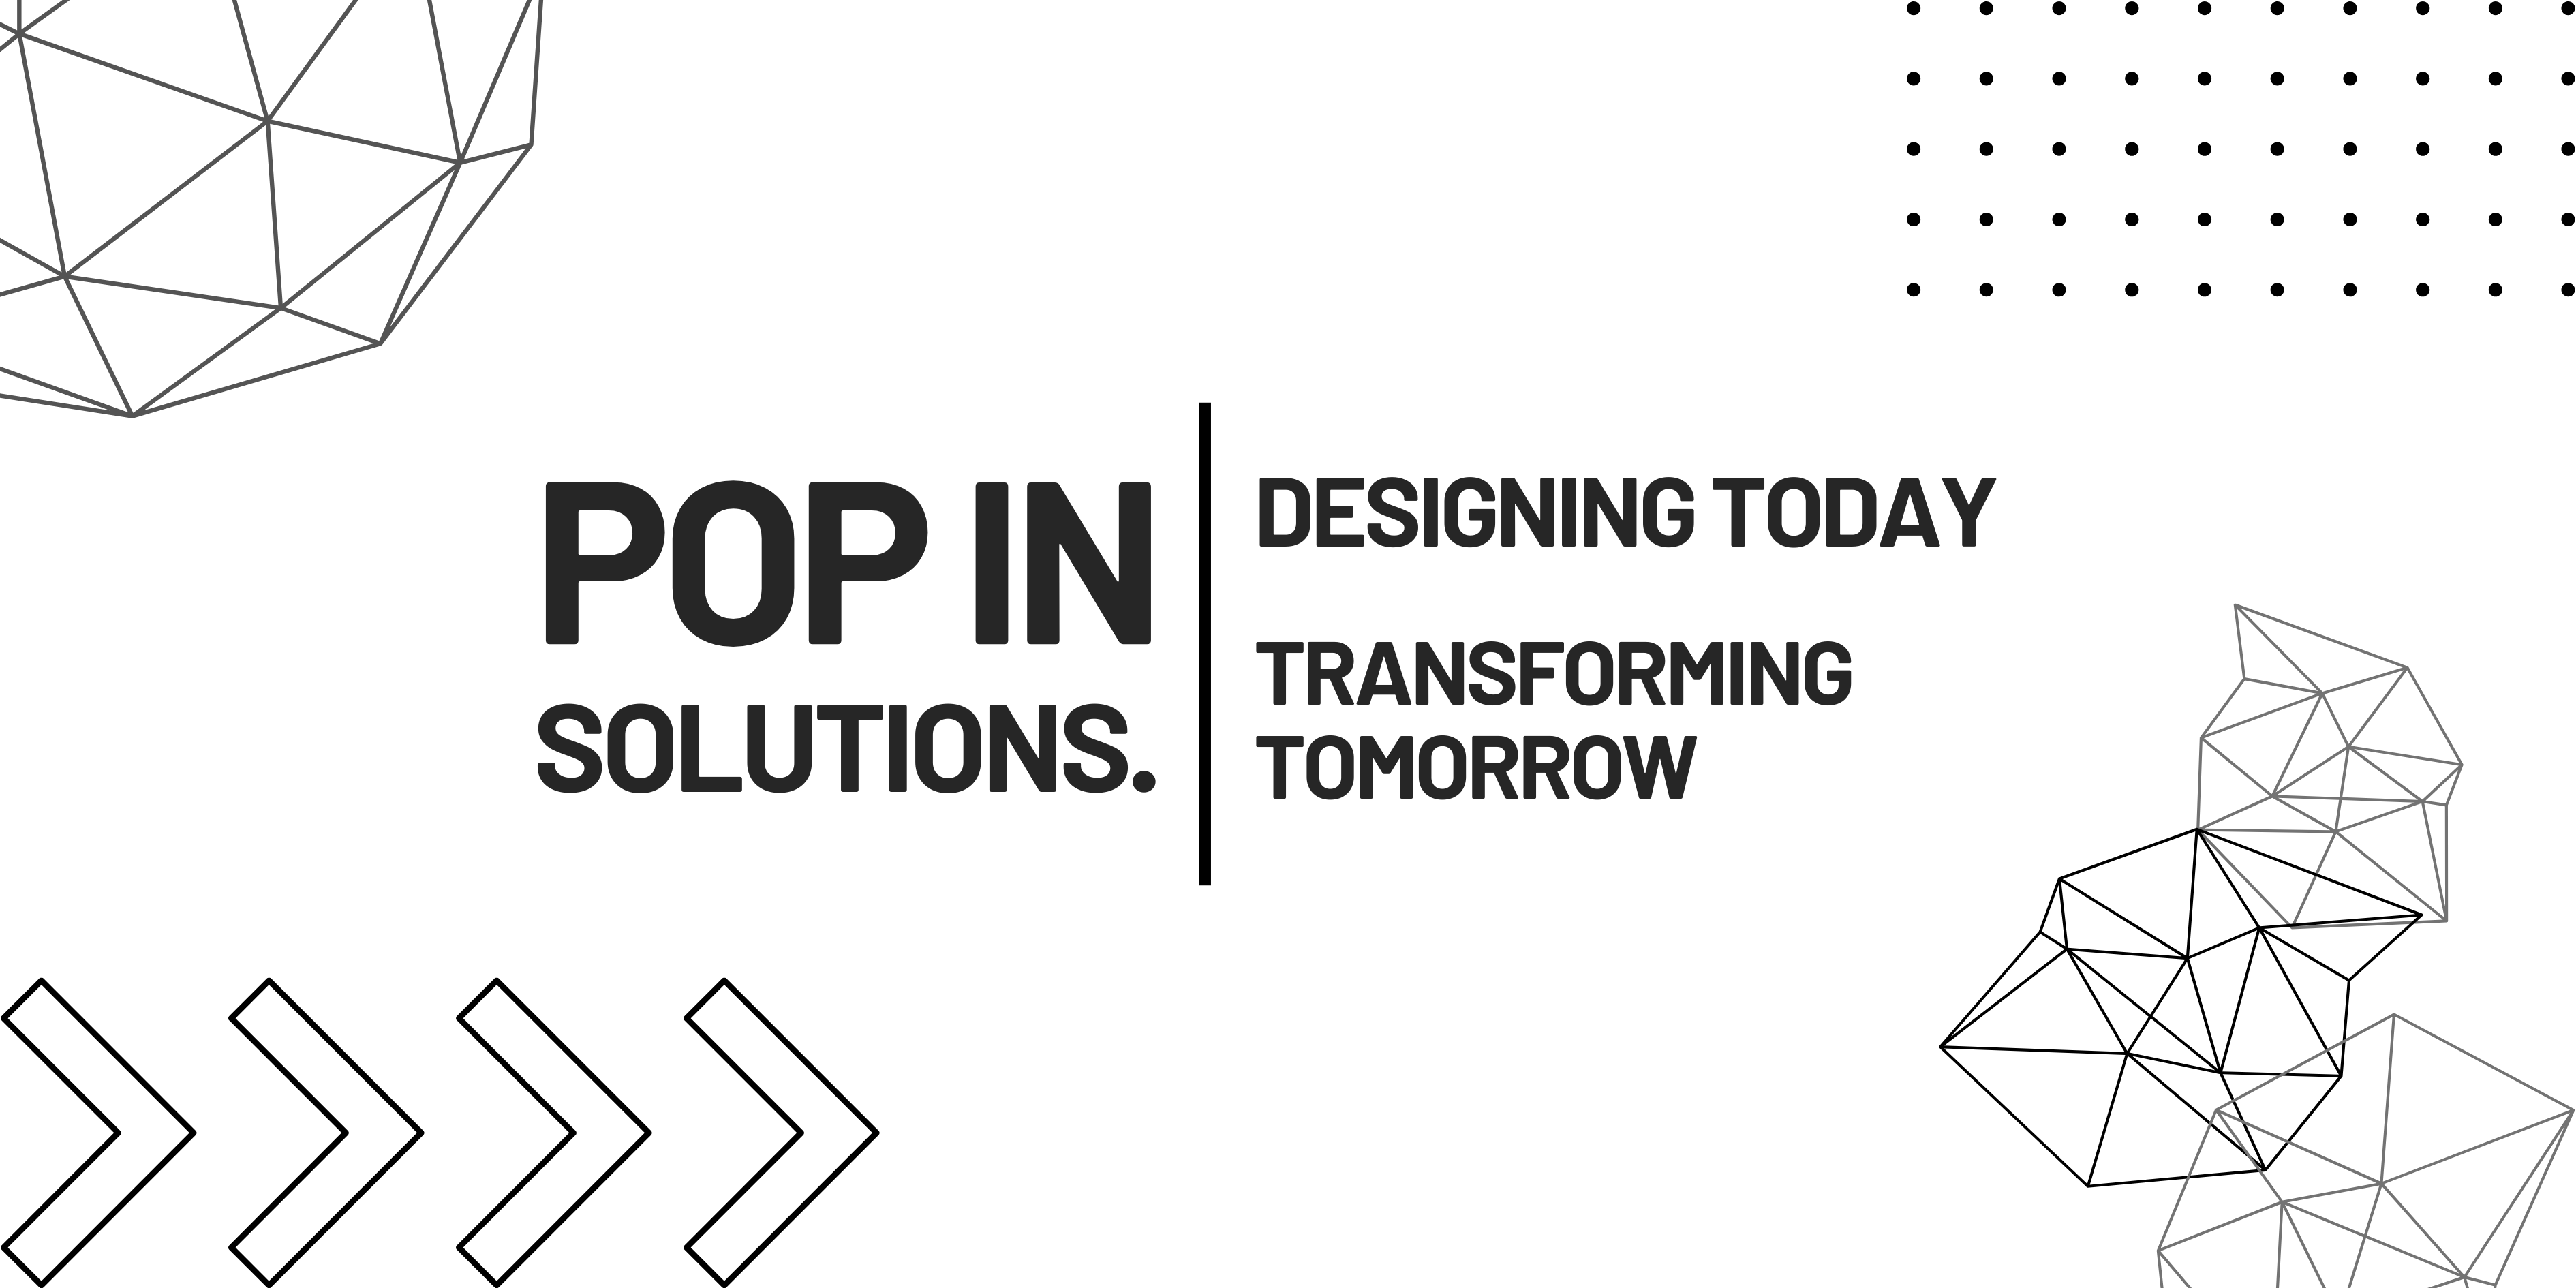 POP IN
SOLUTIONS.
DESIGNING TODAY
TRANSFORMING
TOMORROW